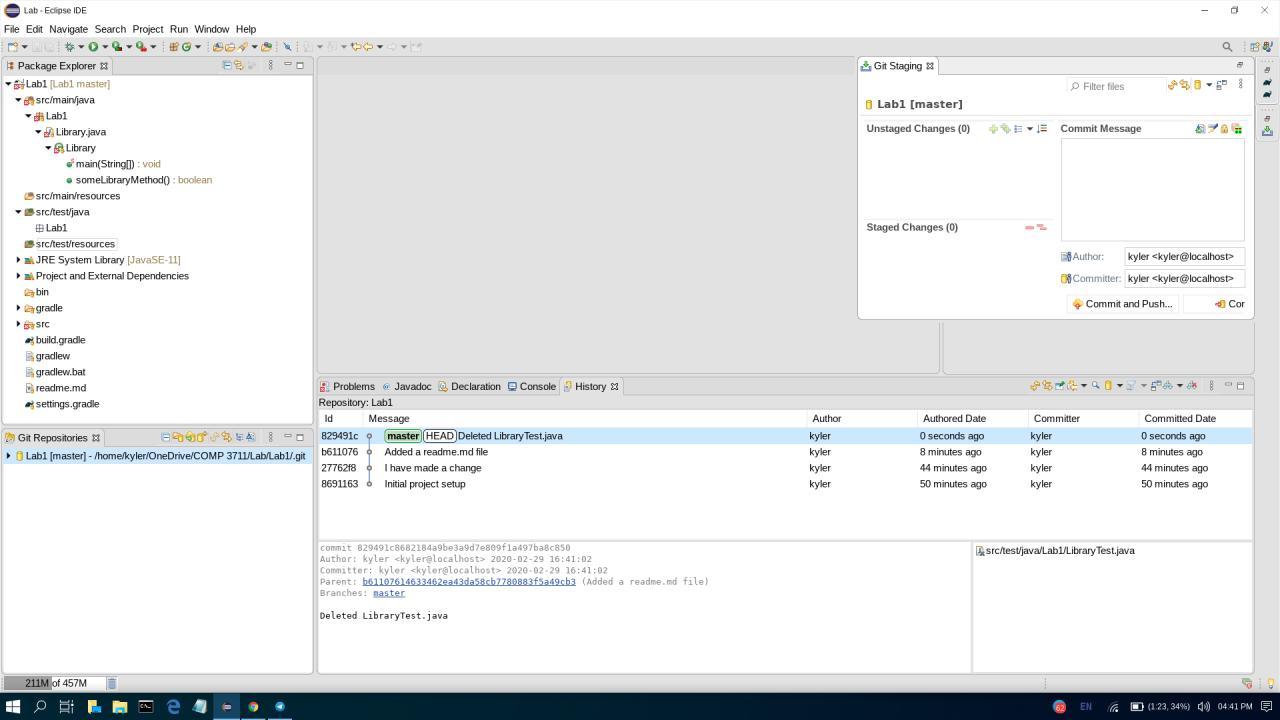 Lab - Eclipse IDE
File Edit Navigate Search Project Run Window Help
Package Explorer
Lab1 [Lab1 master]
src/main/java
Lab1
Library.java
Library
main(String[]) : void
someLibraryMethod() : boolean
src/main/resources
src/test/java
Lab1
src/test/resources
JRE System Library [JavaSE-11]
Project and External Dependencies
bin
gradle
src
build.gradle
gradlew
gradlew.bat
readme.md
settings.gradle
Git Repositories
Lab1 [master] - /home/kyler/OneDrive/COMP 3711/Lab/Lab1/.git
Git Staging
Filter files
Lab1 [master]
Unstaged Changes (0)
Staged Changes (0)
Commit Message
Author: kyler <kyler@localhost>
Committer: kyler <kyler@localhost>
Commit and Push... Cor
Problems Javadoc Declaration Console History
Repository: Lab1
Id Message Author Authored Date Committer Committed Date
829491c master HEAD Deleted LibraryTest.java kyler 0 seconds ago kyler 0 seconds ago
b611076 Added a readme.md file kyler 8 minutes ago kyler 8 minutes ago
27762f8 I have made a change kyler 44 minutes ago kyler 44 minutes ago
8691163 Initial project setup kyler 50 minutes ago kyler 50 minutes ago
commit 829491c8682184a9be3a9d7e809f1a497ba8c850
Author: kyler <kyler@localhost> 2020-02-29 16:41:02
Committer: kyler <kyler@localhost> 2020-02-29 16:41:02
Parent: b61107614633462ea43da58cb7780883f5a49cb3 (Added a readme.md file)
Branches: master
Deleted LibraryTest.java
src/test/java/Lab1/LibraryTest.java
211M of 457M
62 EN (1:23, 34%) 04:41 PM